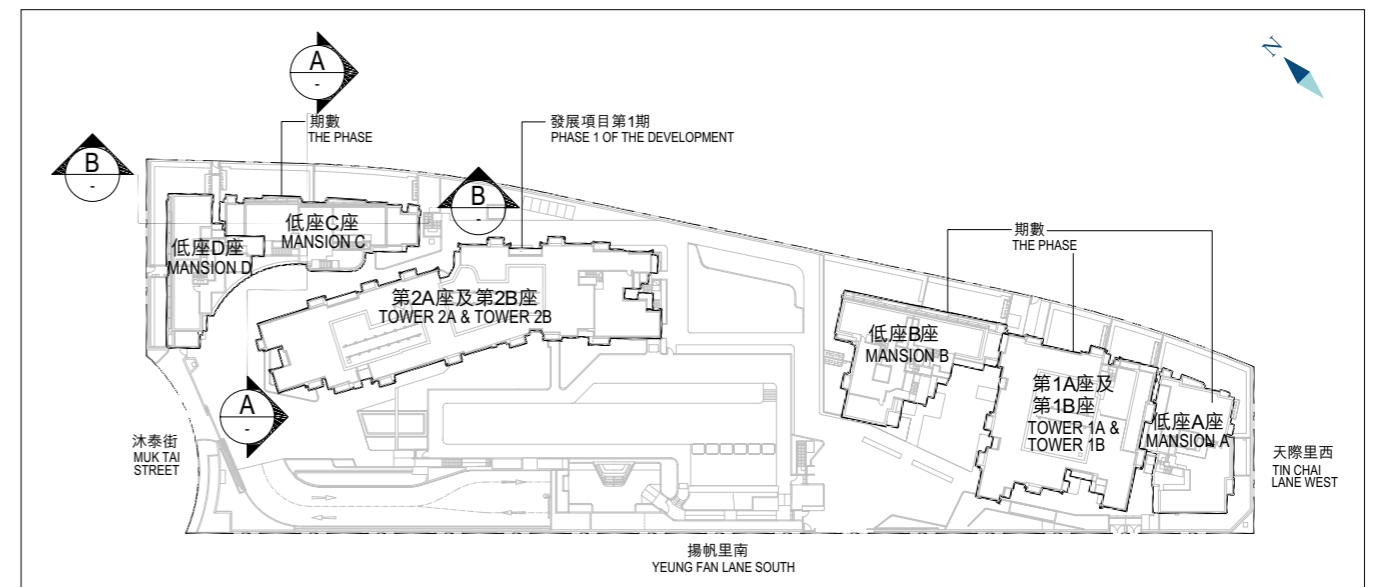 A
-
N
期數
THE PHASE
發展項目第1期
PHASE 1 OF THE DEVELOPMENT
B
-
B
-
低座C座
MANSION C
低座D座
MANSION D
期數
THE PHASE
第2A座及第2B座
TOWER 2A & TOWER 2B
低座B座
MANSION B
第1A座及
第1B座
TOWER 1A &
TOWER 1B
低座A座
MANSION A
A
-
沐泰街
MUK TAI
STREET
天際里西
TIN CHAI
LANE WEST
揚帆里南
YEUNG FAN LANE SOUTH